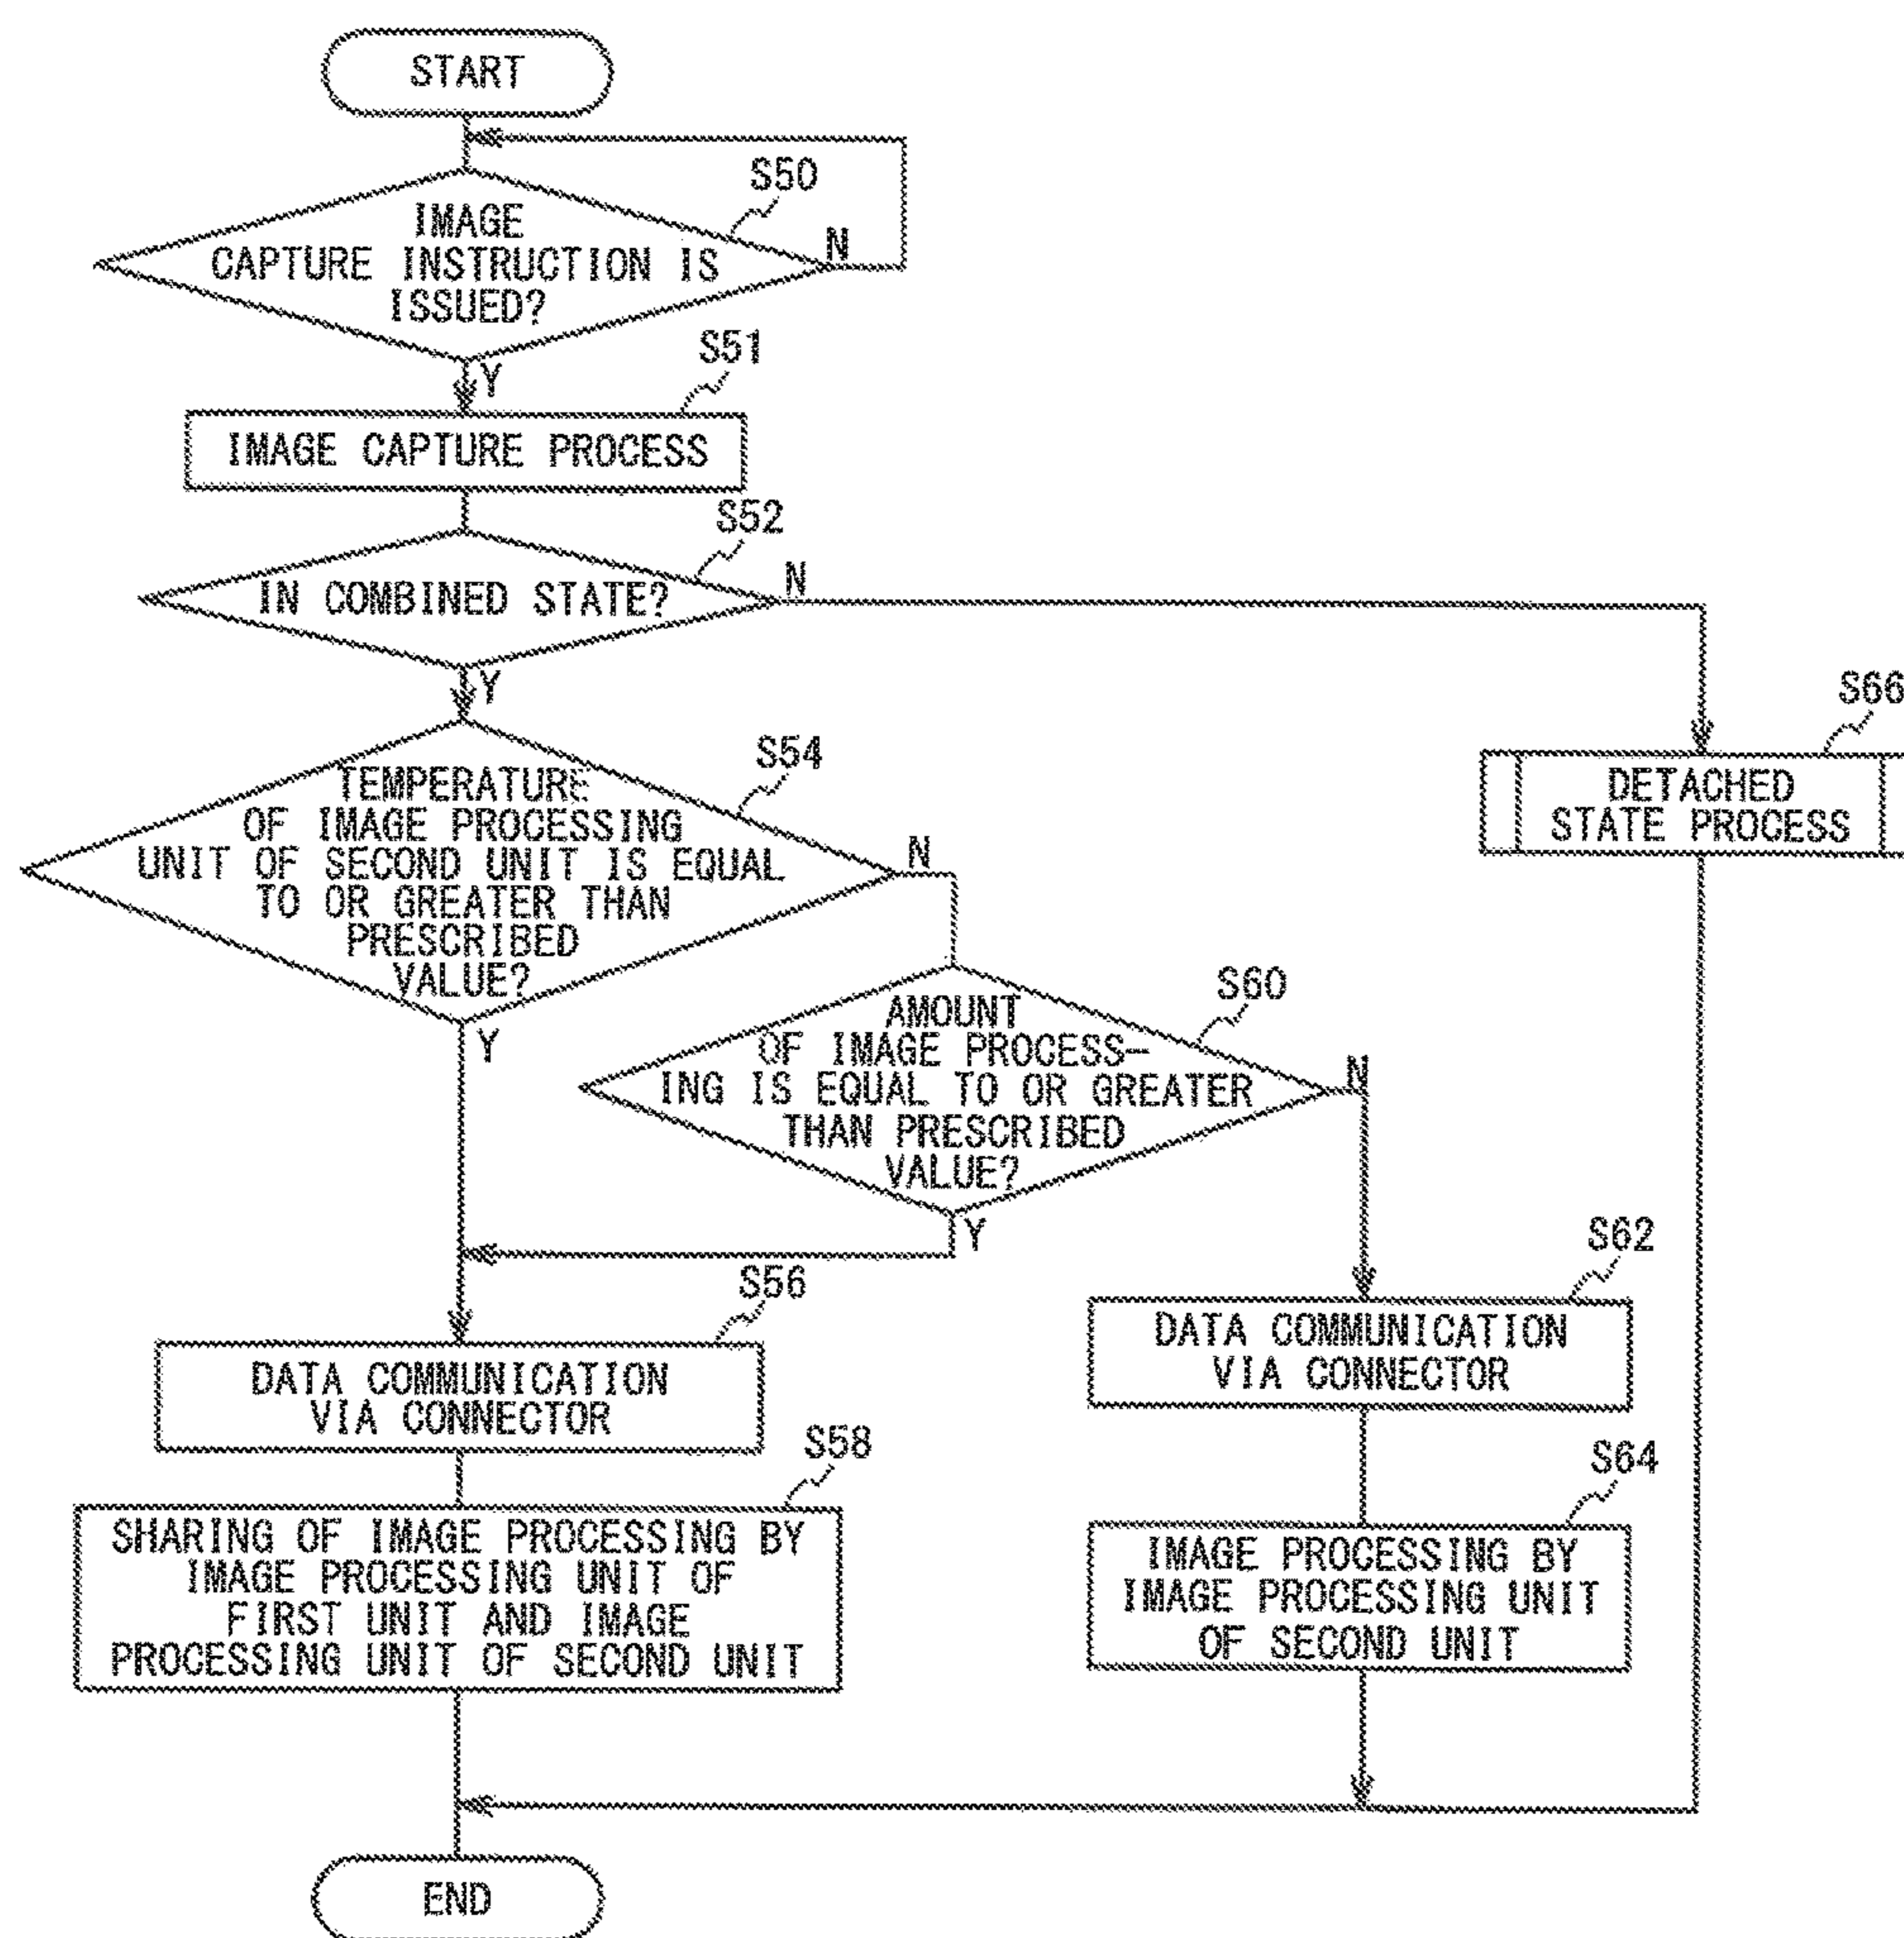 START
S50
IMAGE
CAPTURE INSTRUCTION IS
ISSUED?
N
Y
S51
IMAGE CAPTURE PROCESS
S52
IN COMBINED STATE?
N
Y
S66
DETACHED
STATE PROCESS
S54
TEMPERATURE
OF IMAGE PROCESSING
UNIT OF SECOND UNIT IS EQUAL
TO OR GREATER THAN
PRESCRIBED
VALUE?
N
Y
S60
AMOUNT
OF IMAGE PROCESS-
ING IS EQUAL TO OR GREATER
THAN PRESCRIBED
VALUE?
N
Y
S56
DATA COMMUNICATION
VIA CONNECTOR
S62
DATA COMMUNICATION
VIA CONNECTOR
S58
SHARING OF IMAGE PROCESSING BY
IMAGE PROCESSING UNIT OF
FIRST UNIT AND IMAGE
PROCESSING UNIT OF SECOND UNIT
S64
IMAGE PROCESSING BY
IMAGE PROCESSING UNIT
OF SECOND UNIT
END